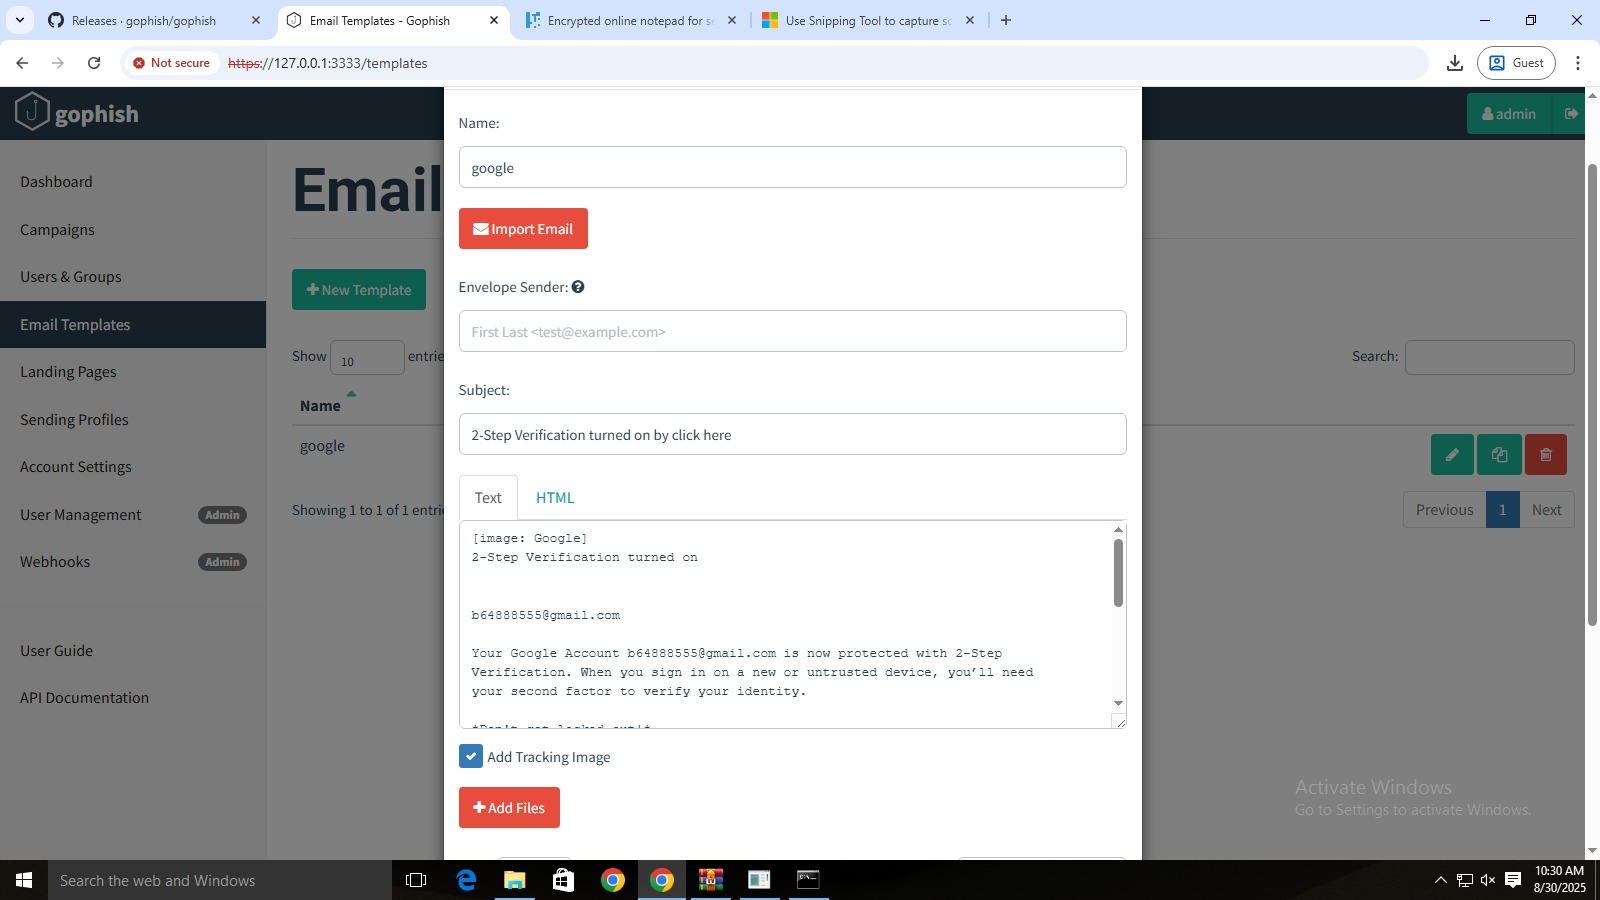 Releases · gophish/gophish
Email Templates - Gophish
Encrypted online notepad for s
Use Snipping Tool to capture sc
Not secure
https://127.0.0.1:3333/templates
Guest
gophish
admin
Dashboard
Campaigns
Users & Groups
Email Templates
Landing Pages
Sending Profiles
Account Settings
User Management Admin
Webhooks Admin
User Guide
API Documentation
Email
New Template
Show 10 entrie
Search:
Name
google
Showing 1 to 1 of 1 entri
Previous 1 Next
Name:
google
Import Email
Envelope Sender:
First Last <test@example.com>
Subject:
2-Step Verification turned on by click here
Text HTML
[image: Google]
2-Step Verification turned on
b64888555@gmail.com
Your Google Account b64888555@gmail.com is now protected with 2-Step
Verification. When you sign in on a new or untrusted device, you’ll need
your second factor to verify your identity.
Add Tracking Image
Add Files
Activate Windows
Go to Settings to activate Windows.
Search the web and Windows
10:30 AM
8/30/2025